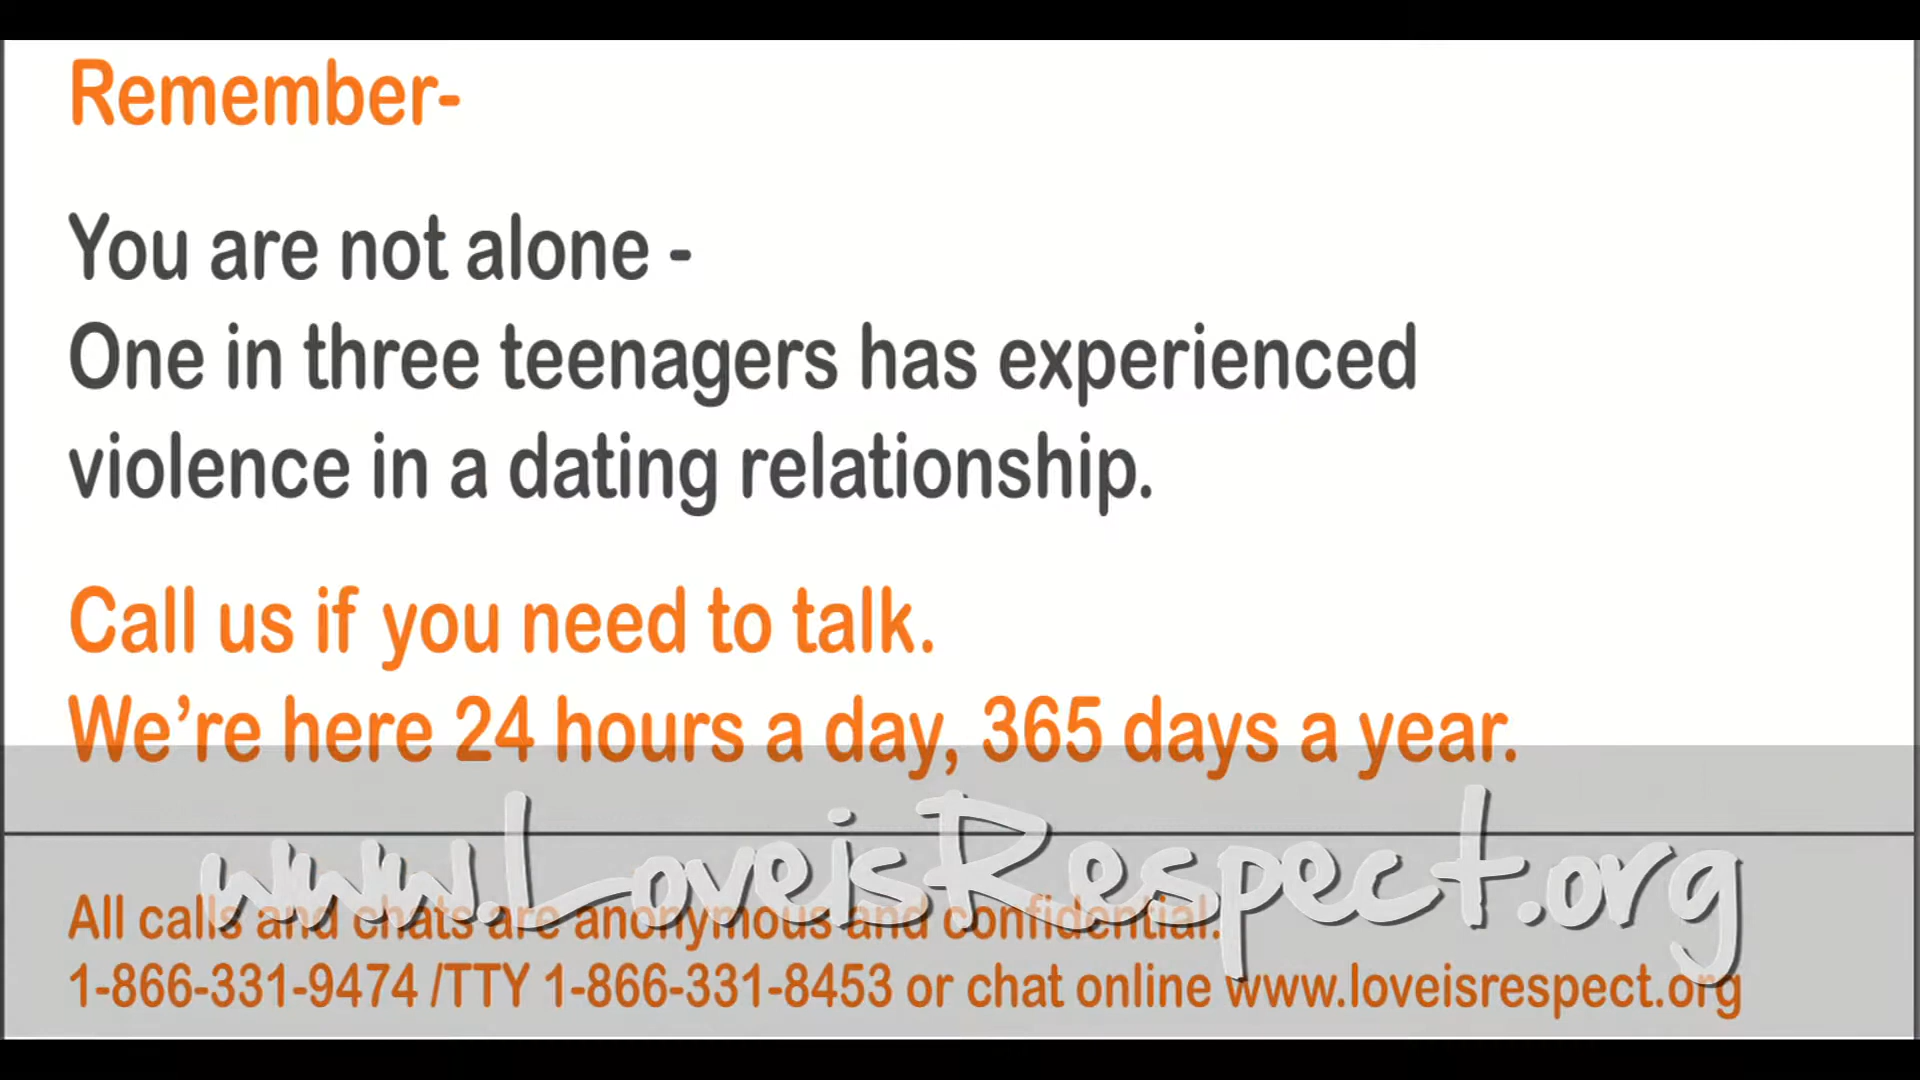 Remember-
You are not alone -
One in three teenagers has experienced
violence in a dating relationship.
Call us if you need to talk.
We’re here 24 hours a day, 365 days a year.
www.LoveisRespect.org
All calls and chats are anonymous and confidential.
1-866-331-9474 /TTY 1-866-331-8453 or chat online www.loveisrespect.org